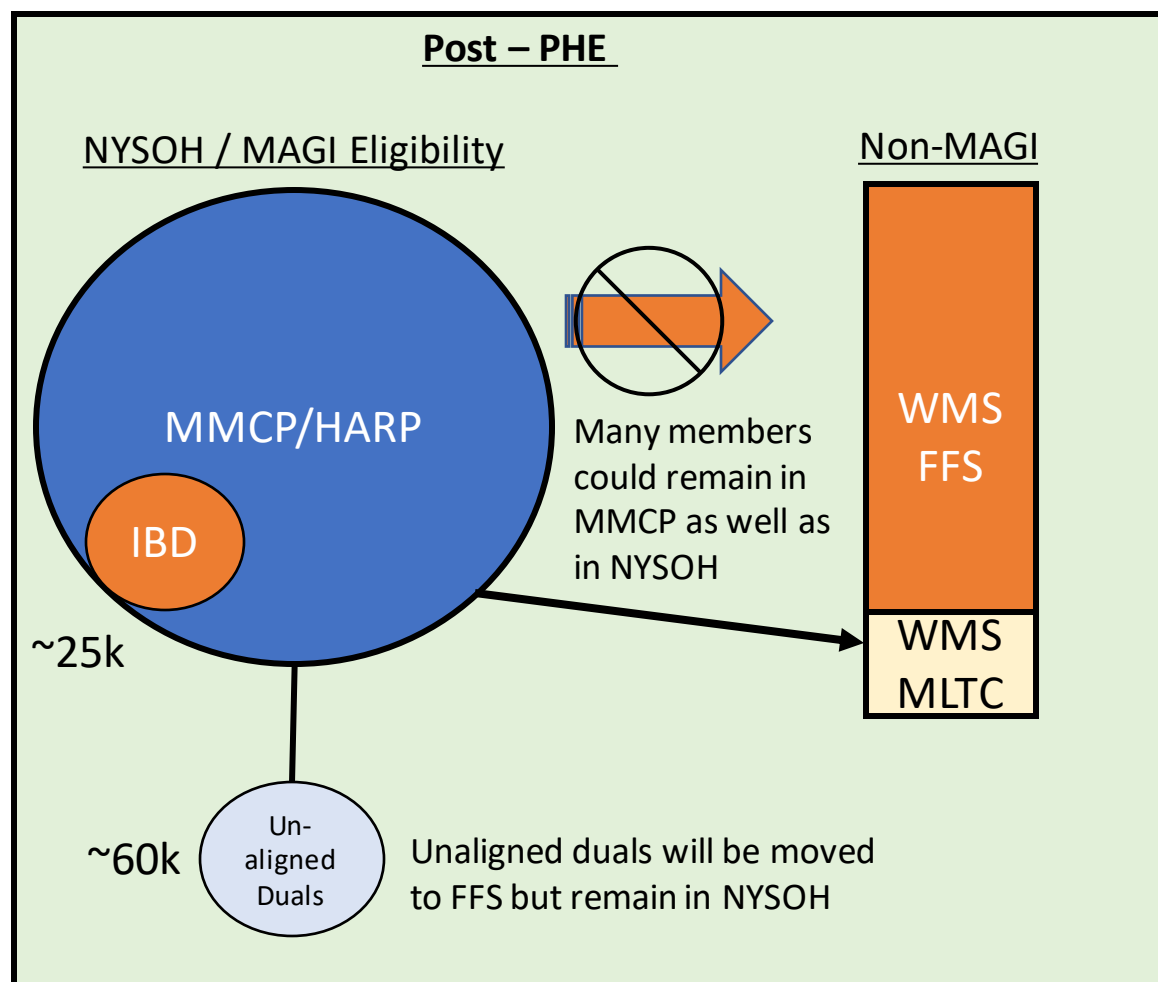 Post – PHE
NYSOH / MAGI Eligibility
Non-MAGI
MMCP/HARP
IBD
~25k
Many members
could remain in
MMCP as well as
in NYSOH
WMS
FFS
WMS
MLTC
~60k
Un-
aligned
Duals
Unaligned duals will be moved
to FFS but remain in NYSOH